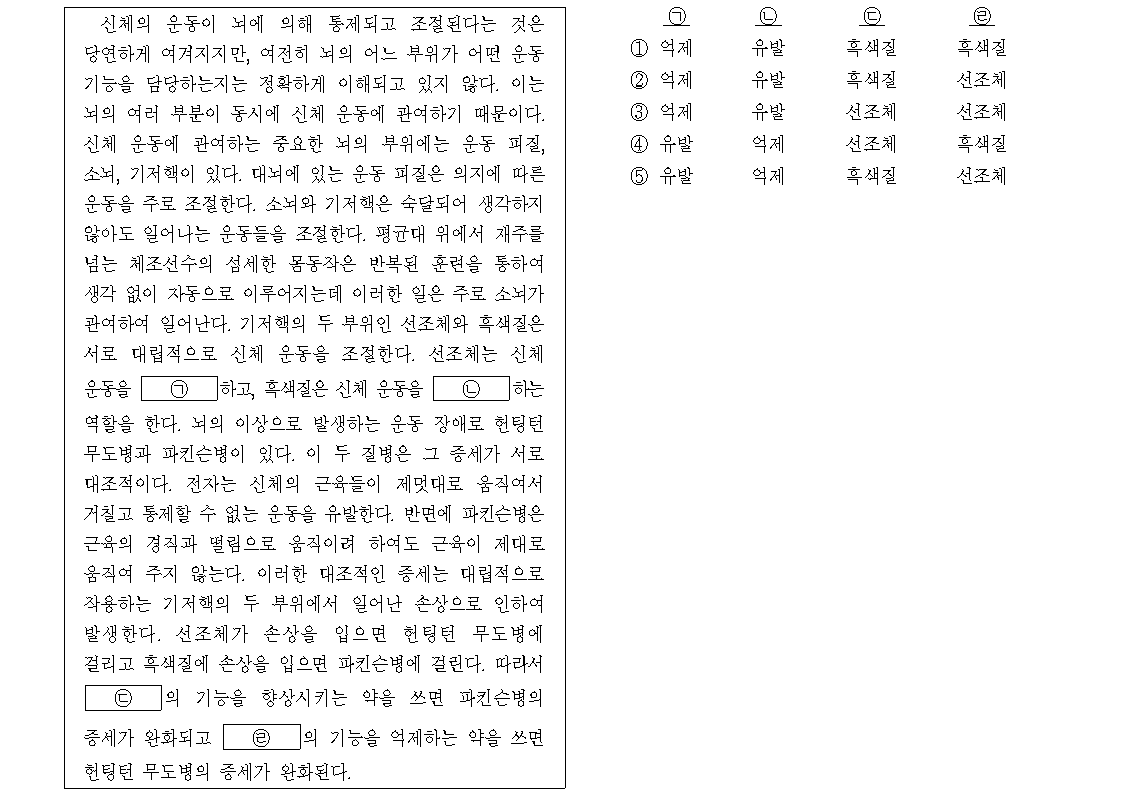 신체의 운동이 뇌에 의해 통제되고 조절된다는 것은
당연하게 여겨지지만, 여전히 뇌의 어느 부위가 어떤 운동
기능을 담당하는지는 정확하게 이해되고 있지 않다. 이는
뇌의 여러 부분이 동시에 신체 운동에 관여하기 때문이다.
신체 운동에 관여하는 중요한 뇌의 부위에는 운동 피질,
소뇌, 기저핵이 있다. 대뇌에 있는 운동 피질은 의지에 따른
운동을 주로 조절한다. 소뇌와 기저핵은 숙달되어 생각하지
않아도 일어나는 운동들을 조절한다. 평균대 위에서 재주를
넘는 체조선수의 섬세한 몸동작은 반복된 훈련을 통하여
생각 없이 자동으로 이루어지는데 이러한 일은 주로 소뇌가
관여하여 일어난다. 기저핵의 두 부위인 선조체와 흑색질은
서로 대립적으로 신체 운동을 조절한다. 선조체는 신체
운동을 ㉠ 하고, 흑색질은 신체 운동을 ㉡ 하는
역할을 한다. 뇌의 이상으로 발생하는 운동 장애로 헌팅턴
무도병과 파킨슨병이 있다. 이 두 질병은 그 증세가 서로
대조적이다. 전자는 신체의 근육들이 제멋대로 움직여서
거칠고 통제할 수 없는 운동을 유발한다. 반면에 파킨슨병은
근육의 경직과 떨림으로 움직이려 하여도 근육이 제대로
움직여 주지 않는다. 이러한 대조적인 증세는 대립적으로
작용하는 기저핵의 두 부위에서 일어난 손상으로 인하여
발생한다. 선조체가 손상을 입으면 헌팅턴 무도병에
걸리고 흑색질에 손상을 입으면 파킨슨병에 걸린다. 따라서
㉢ 의 기능을 향상시키는 약을 쓰면 파킨슨병의
증세가 완화되고 ㉣ 의 기능을 억제하는 약을 쓰면
헌팅턴 무도병의 증세가 완화된다.
㉠ ㉡ ㉢ ㉣
① 억제 유발 흑색질 흑색질
② 억제 유발 흑색질 선조체
③ 억제 유발 선조체 선조체
④ 유발 억제 선조체 흑색질
⑤ 유발 억제 흑색질 선조체